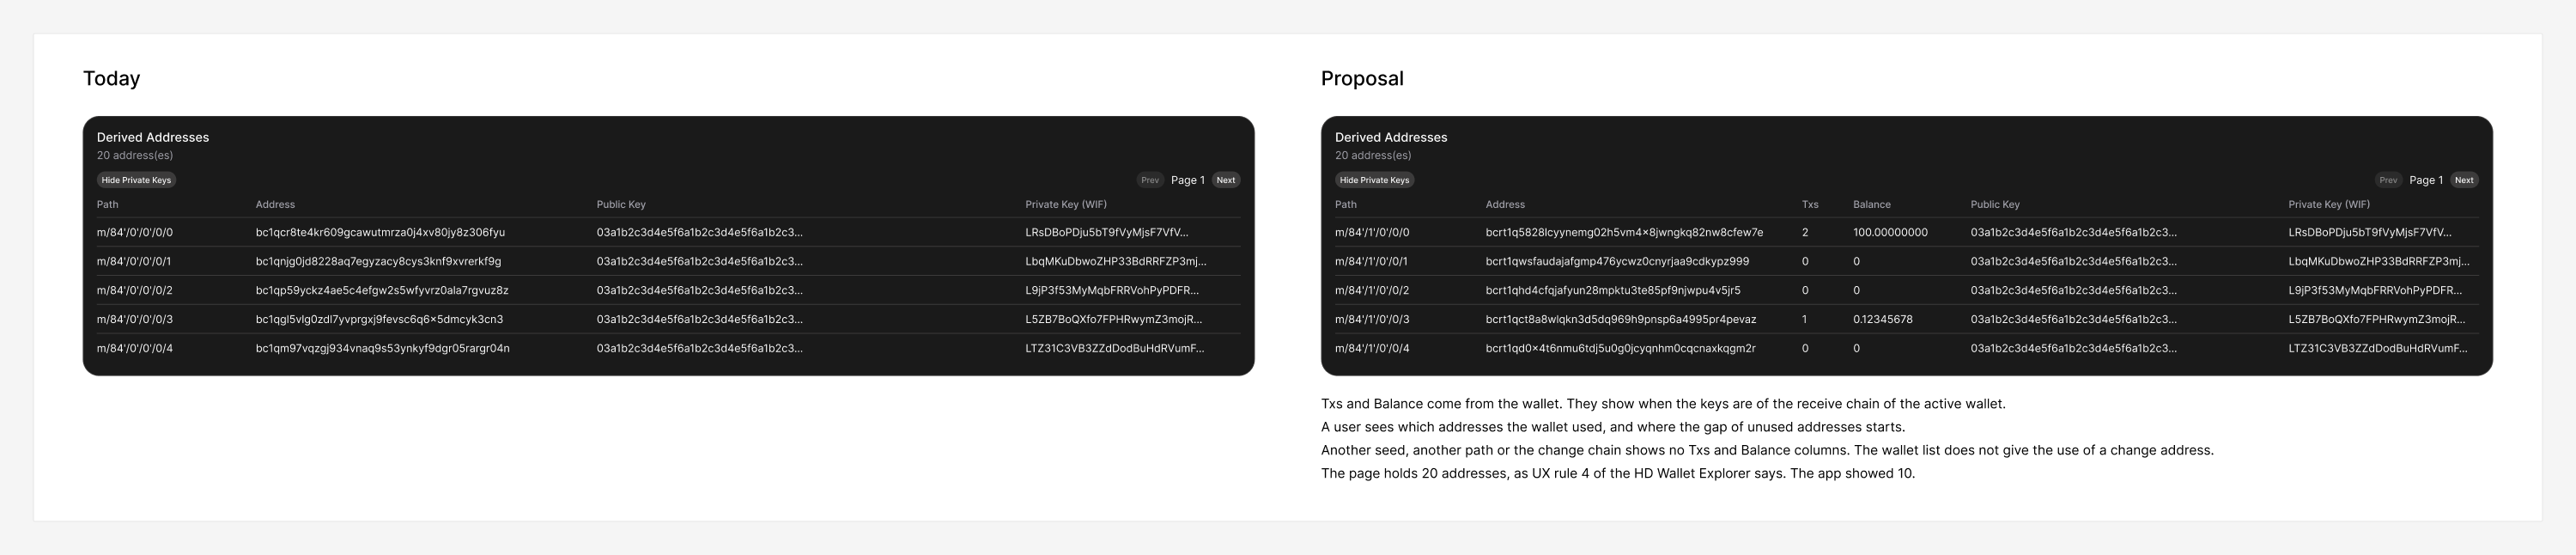 Today
Derived Addresses
20 address(es)
Hide Private Keys
Prev Page 1 Next
Path Address Public Key Private Key (WIF)
m/84'/0'/0'/0/0 bc1qcr8te4kr609gcawutmrza0j4xv80jy8z306fyu 03a1b2c3d4e5f6a1b2c3d4e5f6a1b2c3... LRsDBoPDju5bT9fVyMjsF7VfV...
m/84'/0'/0'/0/1 bc1qnjg0jd8228aq7egyzacy8cys3knf9xvrerkf9g 03a1b2c3d4e5f6a1b2c3d4e5f6a1b2c3... LbqMKuDbwoZHP33BdRRFZP3mj...
m/84'/0'/0'/0/2 bc1qp59yckz4ae5c4efgw2s5wfyvrz0ala7rgvuz8z 03a1b2c3d4e5f6a1b2c3d4e5f6a1b2c3... L9jP3f53MyMqbFRRVohPyPDFR...
m/84'/0'/0'/0/3 bc1qgl5vlg0zdl7yvprgxj9fevsc6q6×5dmcyk3cn3 03a1b2c3d4e5f6a1b2c3d4e5f6a1b2c3... L5ZB7BoQXfo7FPHRwymZ3mojR...
m/84'/0'/0'/0/4 bc1qm97vqzgj934vnaq9s53ynkyf9dgr05rargr04n 03a1b2c3d4e5f6a1b2c3d4e5f6a1b2c3... LTZ31C3VB3ZZdDodBuHdRVumF...
Proposal
Derived Addresses
20 address(es)
Hide Private Keys
Prev Page 1 Next
Path Address Txs Balance Public Key Private Key (WIF)
m/84'/1'/0'/0/0 bcrt1q5828lcyynemg02h5vm4×8jwngkq82nw8cfew7e 2 100.00000000 03a1b2c3d4e5f6a1b2c3d4e5f6a1b2c3... LRsDBoPDju5bT9fVyMjsF7VfV...
m/84'/1'/0'/0/1 bcrt1qwsfaudajafgmp476ycwz0cnyrjaa9cdkypz999 0 0 03a1b2c3d4e5f6a1b2c3d4e5f6a1b2c3... LbqMKuDbwoZHP33BdRRFZP3mj...
m/84'/1'/0'/0/2 bcrt1qhd4cfqjafyun28mpktu3te85pf9njwpu4v5jr5 0 0 03a1b2c3d4e5f6a1b2c3d4e5f6a1b2c3... L9jP3f53MyMqbFRRVohPyPDFR...
m/84'/1'/0'/0/3 bcrt1qct8a8wlqkn3d5dq969h9pnsp6a4995pr4pevaz 1 0.12345678 03a1b2c3d4e5f6a1b2c3d4e5f6a1b2c3... L5ZB7BoQXfo7FPHRwymZ3mojR...
m/84'/1'/0'/0/4 bcrt1qd0×4t6nmu6tdj5u0g0jcyqnhm0cqcnaxkqgm2r 0 0 03a1b2c3d4e5f6a1b2c3d4e5f6a1b2c3... LTZ31C3VB3ZZdDodBuHdRVumF...
Txs and Balance come from the wallet. They show when the keys are of the receive chain of the active wallet.
A user sees which addresses the wallet used, and where the gap of unused addresses starts.
Another seed, another path or the change chain shows no Txs and Balance columns. The wallet list does not give the use of a change address.
The page holds 20 addresses, as UX rule 4 of the HD Wallet Explorer says. The app showed 10.